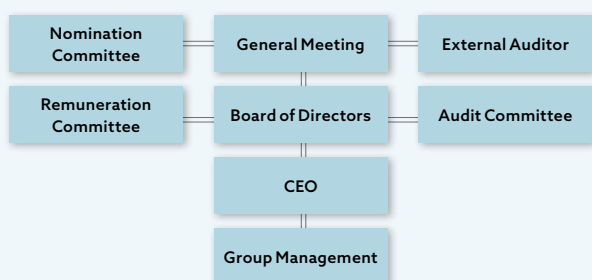 Nomination
Committee
General Meeting
External Auditor
Remuneration
Committee
Board of Directors
Audit Committee
CEO
Group Management